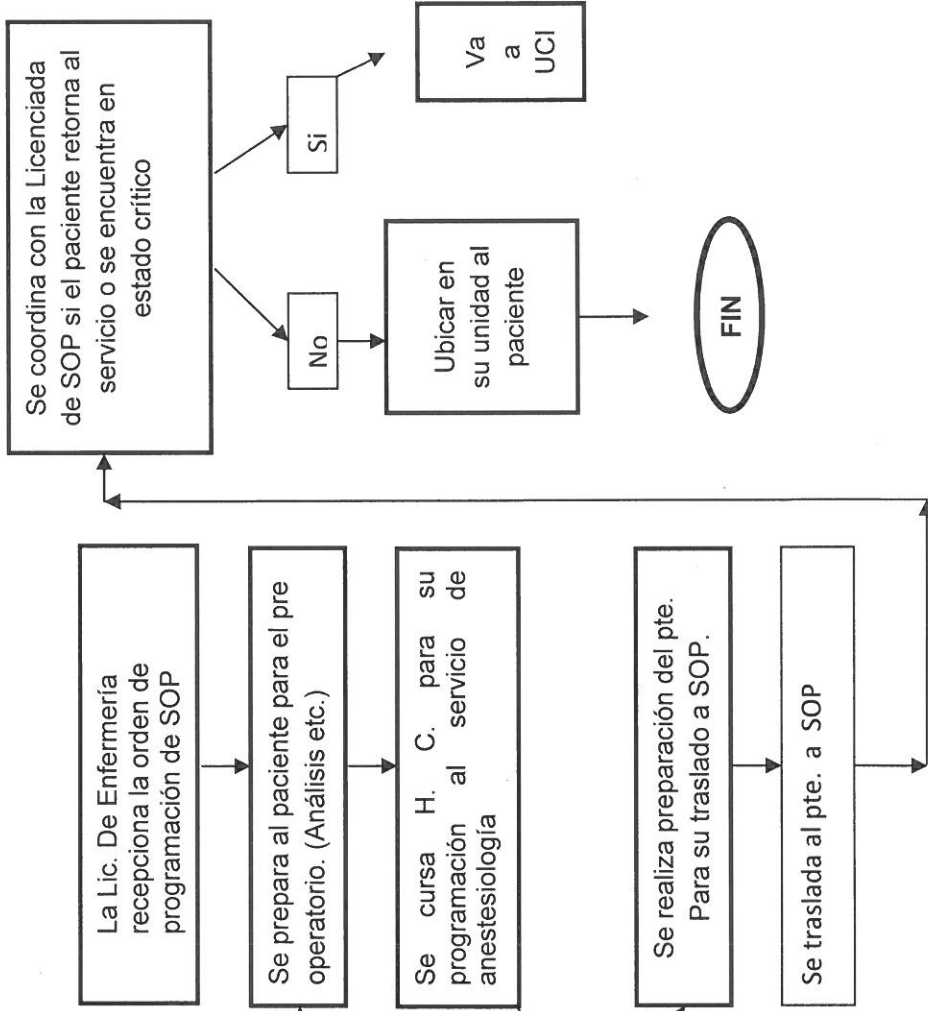 La Lic. De Enfermería
recepciona la orden de
programación de SOP
Se prepara al paciente para el pre
operatorio. (Análisis etc.)
Se cursa H. C. para su
programación al servicio de
anestesiología
Se realiza preparación del pte.
Para su traslado a SOP.
Se traslada al pte. a SOP
Se coordina con la Licenciada
de SOP si el paciente retorna al
servicio o se encuentra en
estado crítico
No
Si
Ubicar en
su unidad al
paciente
Va
a
UCI
FIN